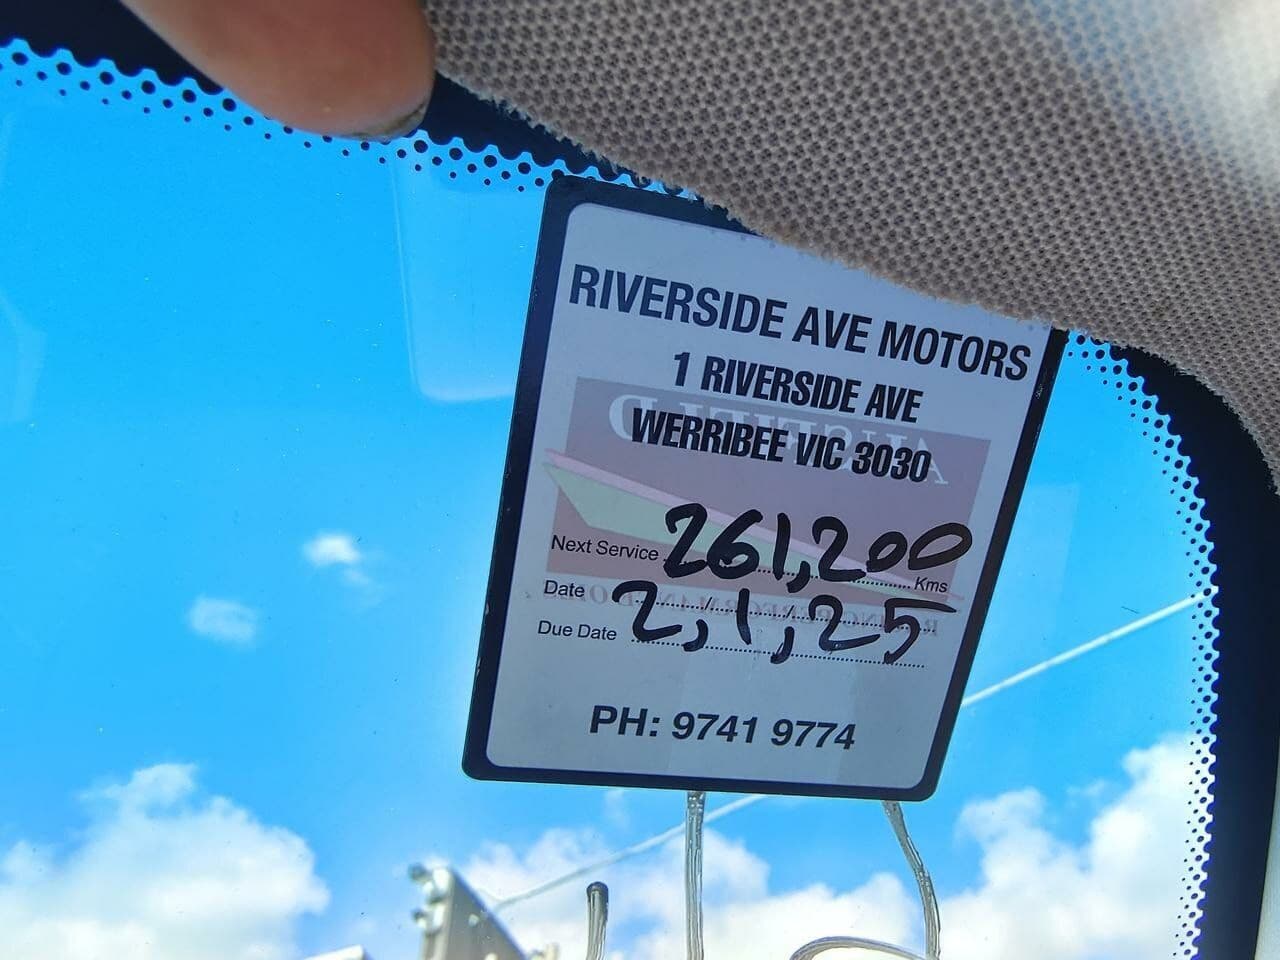 RIVERSIDE AVE MOTORS
1 RIVERSIDE AVE
WERRIBEE VIC 3030
Next Service 261,200 Kms
Date 2,1,25
Due Date
PH: 9741 9774